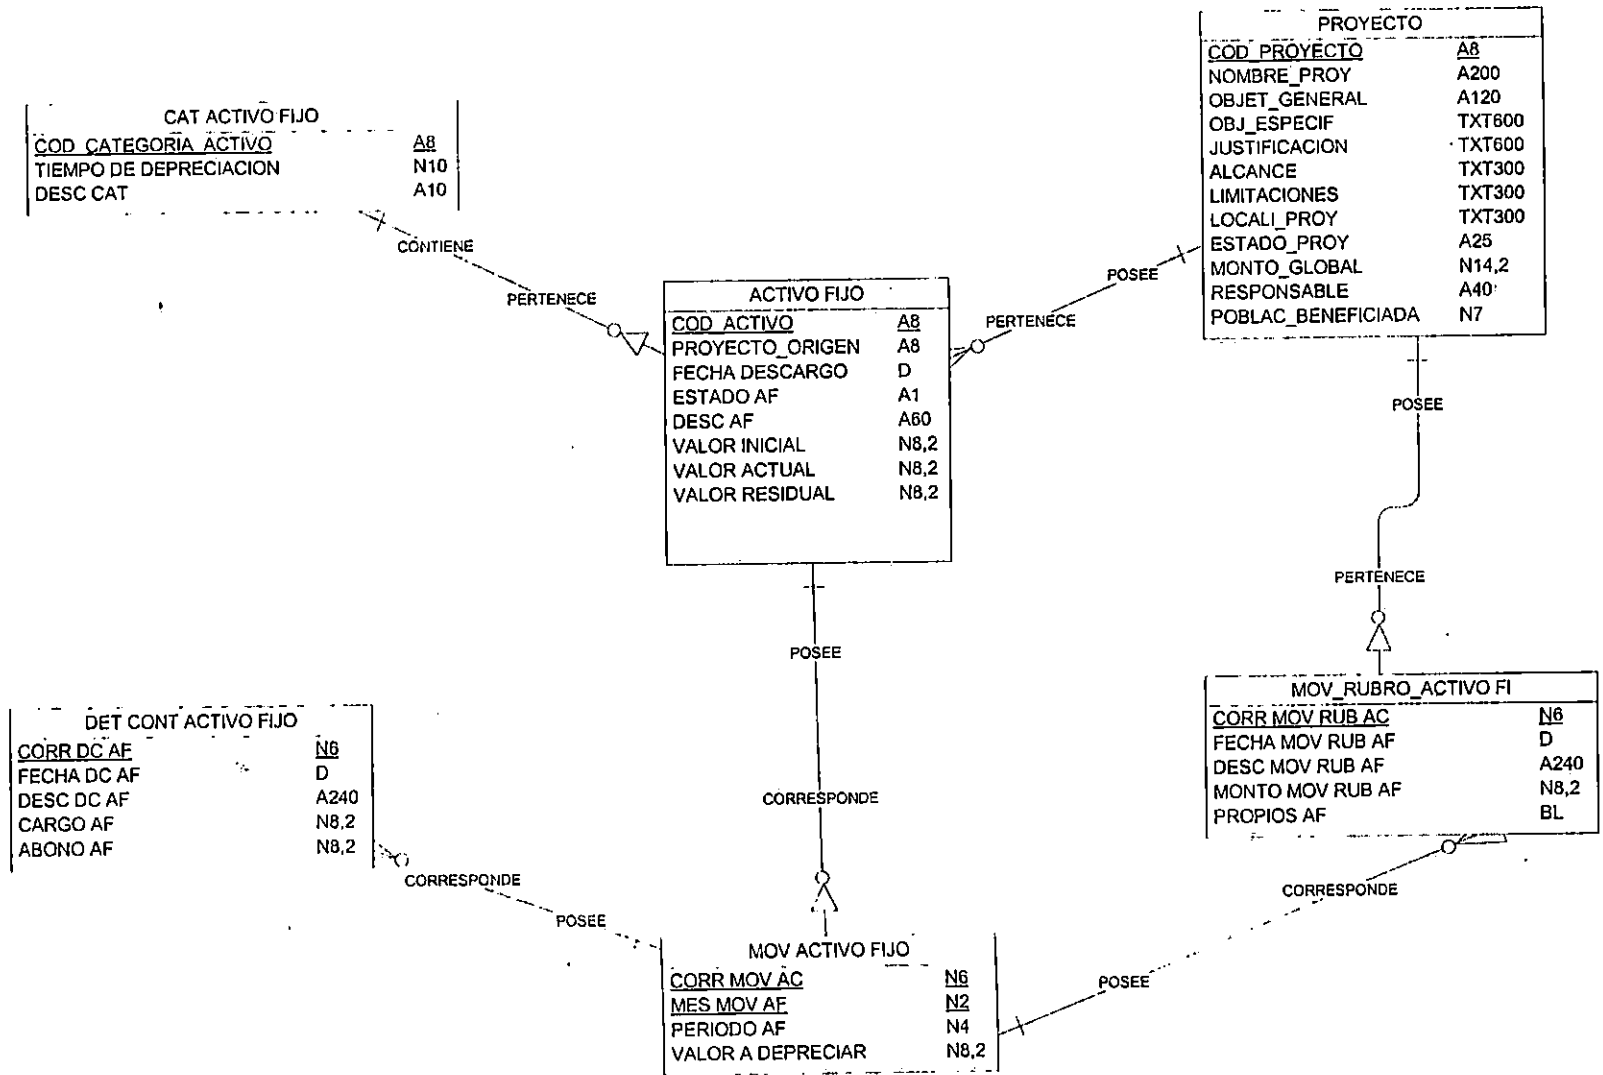 PROYECTO
COD_PROYECTO A8
NOMBRE_PROY A200
OBJET_GENERAL A120
OBJ_ESPECIF TXT600
JUSTIFICACION TXT600
ALCANCE TXT300
LIMITACIONES TXT300
LOCALI_PROY TXT300
ESTADO_PROY A25
MONTO_GLOBAL N14,2
RESPONSABLE A40
POBLAC_BENEFICIADA N7
CAT ACTIVO FIJO
COD_CATEGORIA_ACTIVO A8
TIEMPO DE DEPRECIACION N10
DESC CAT A10
CONTIENE
PERTENECE
POSEE
PERTENECE
ACTIVO FIJO
COD_ACTIVO A8
PROYECTO_ORIGEN A8
FECHA DESCARGO D
ESTADO AF A1
DESC AF A60
VALOR INICIAL N8,2
VALOR ACTUAL N8,2
VALOR RESIDUAL N8,2
POSEE
PERTENECE
POSEE
CORRESPONDE
MOV_RUBRO_ACTIVO FI
CORR MOV RUB AC N6
FECHA MOV RUB AF D
DESC MOV RUB AF A240
MONTO MOV RUB AF N8,2
PROPIOS AF BL
DET CONT ACTIVO FIJO
CORR DC AF N6
FECHA DC AF D
DESC DC AF A240
CARGO AF N8,2
ABONO AF N8,2
CORRESPONDE
POSEE
CORRESPONDE
POSEE
MOV ACTIVO FIJO
CORR MOV AC N6
MES MOV AF N2
PERIODO AF N4
VALOR A DEPRECIAR N8,2